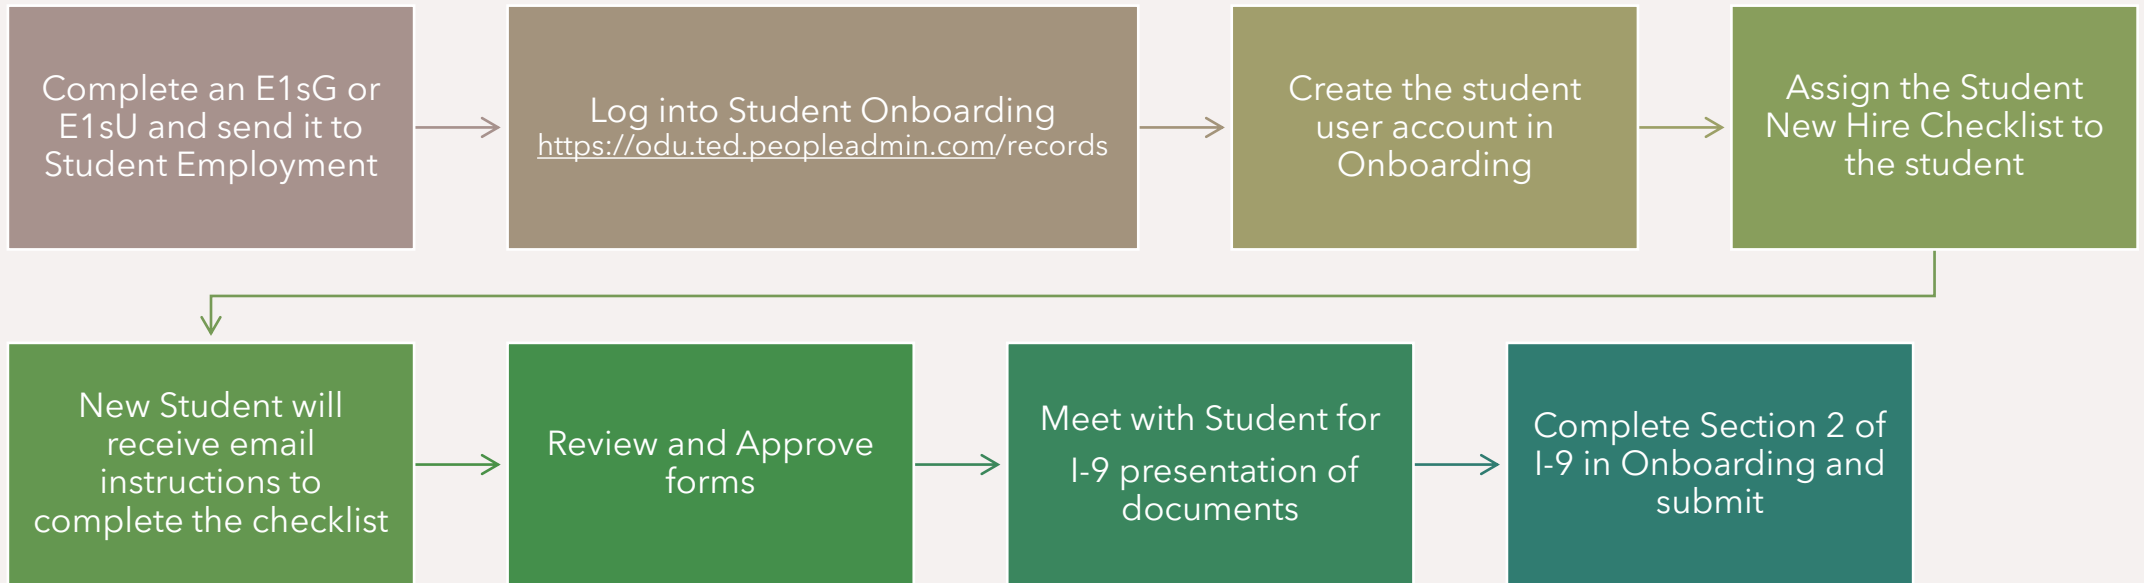 Complete an E1sG or
E1sU and send it to
Student Employment
Log into Student Onboarding
https://odu.ted.peopleadmin.com/records
Create the student
user account in
Onboarding
Assign the Student
New Hire Checklist to
the student
New Student will
receive email
instructions to
complete the checklist
Review and Approve
forms
Meet with Student for
I-9 presentation of
documents
Complete Section 2 of
I-9 in Onboarding and
submit